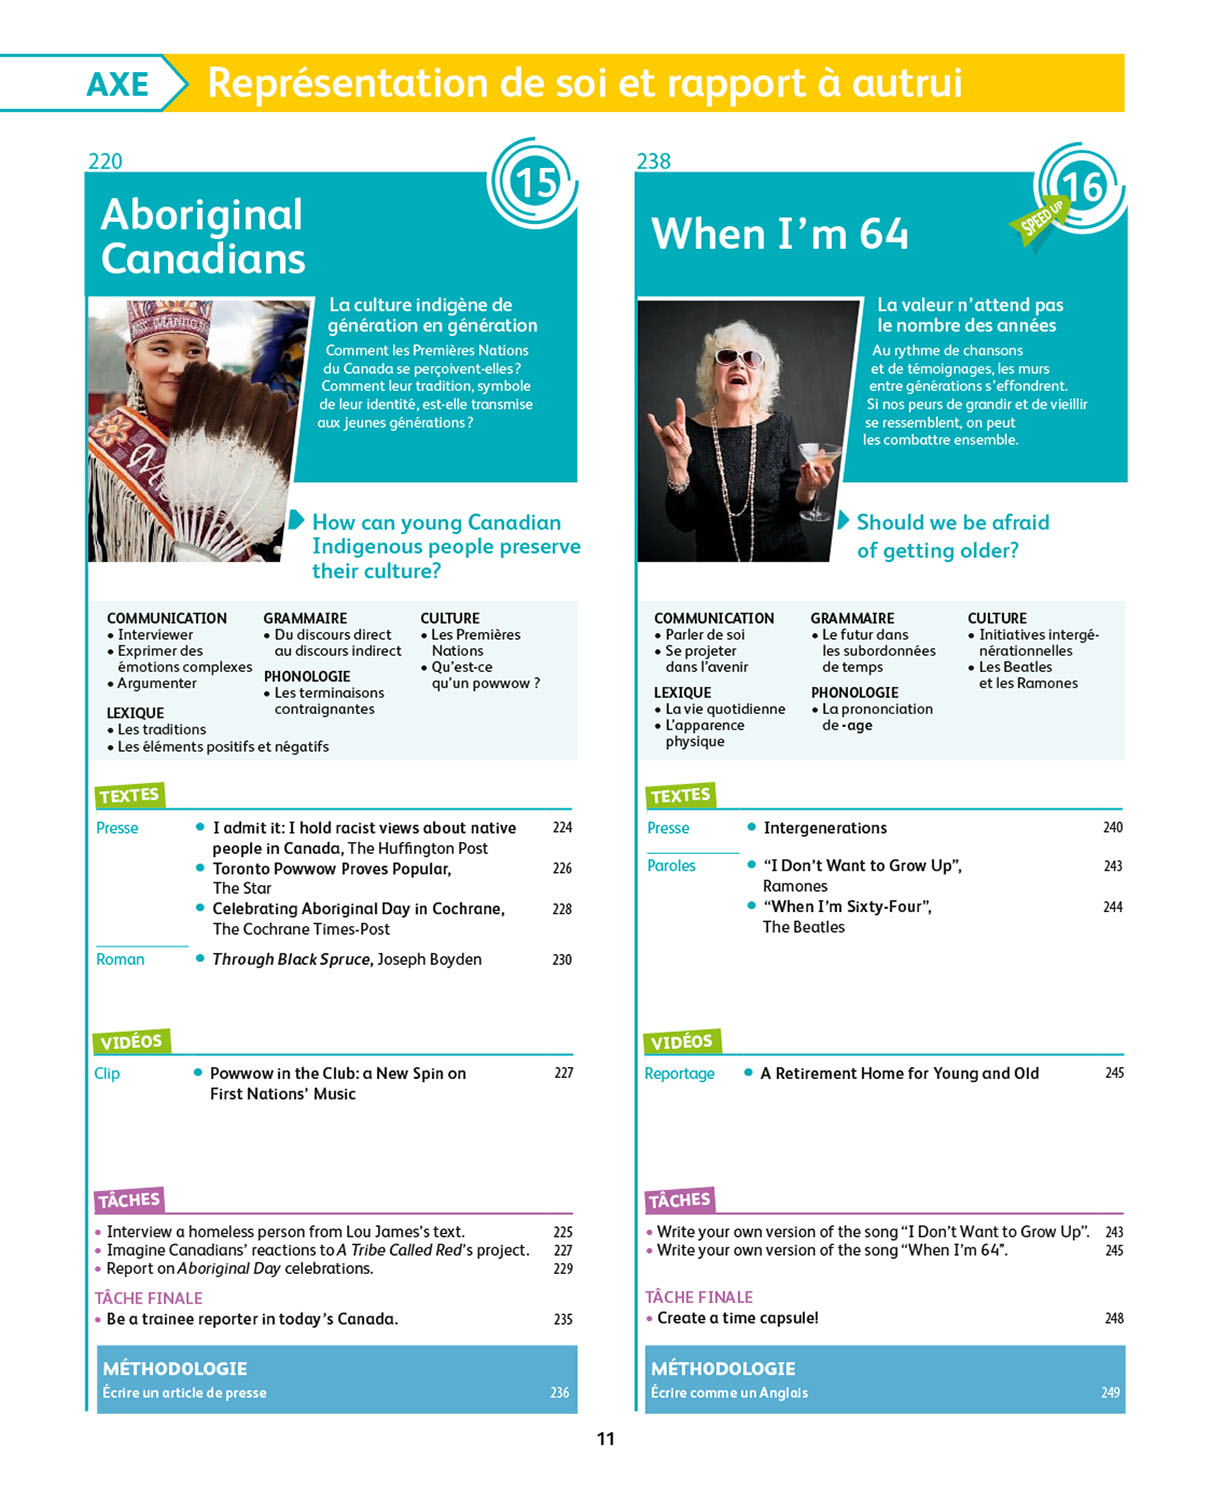 AXE
Représentation de soi et rapport à autrui
220
15
Aboriginal
Canadians
La culture indigène de
génération en génération
Comment les Premières Nations
du Canada se perçoivent-elles ?
Comment leur tradition, symbole
de leur identité, est-elle transmise
aux jeunes générations ?
How can young Canadian
Indigenous people preserve
their culture?
COMMUNICATION
• Interviewer
• Exprimer des
émotions complexes
• Argumenter
LEXIQUE
• Les traditions
• Les éléments positifs et négatifs
GRAMMAIRE
• Du discours direct
au discours indirect
PHONOLOGIE
• Les terminaisons
contraignantes
CULTURE
• Les Premières
Nations
• Qu’est-ce
qu’un powwow ?
TEXTES
Presse • I admit it: I hold racist views about native 224
people in Canada, The Huffington Post
• Toronto Powwow Proves Popular, 226
The Star
• Celebrating Aboriginal Day in Cochrane, 228
The Cochrane Times-Post
Roman • Through Black Spruce, Joseph Boyden 230
VIDÉOS
Clip • Powwow in the Club: a New Spin on 227
First Nations’ Music
TÂCHES
• Interview a homeless person from Lou James’s text. 225
• Imagine Canadians’ reactions to A Tribe Called Red’s project. 227
• Report on Aboriginal Day celebrations. 229
TÂCHE FINALE
• Be a trainee reporter in today’s Canada. 235
MÉTHODOLOGIE
Écrire un article de presse 236
238
16
SPEED UP
When I’m 64
La valeur n’attend pas
le nombre des années
Au rythme de chansons
et de témoignages, les murs
entre générations s’effondrent.
Si nos peurs de grandir et de vieillir
se ressemblent, on peut
les combattre ensemble.
Should we be afraid
of getting older?
COMMUNICATION
• Parler de soi
• Se projeter
dans l’avenir
LEXIQUE
• La vie quotidienne
• L’apparence
physique
GRAMMAIRE
• Le futur dans
les subordonnées
de temps
PHONOLOGIE
• La prononciation
de -age
CULTURE
• Initiatives intergé-
nérationnelles
• Les Beatles
et les Ramones
TEXTES
Presse • Intergenerations 240
Paroles • “I Don’t Want to Grow Up”, 243
Ramones
• “When I’m Sixty-Four”, 244
The Beatles
VIDÉOS
Reportage • A Retirement Home for Young and Old 245
TÂCHES
• Write your own version of the song “I Don’t Want to Grow Up”. 243
• Write your own version of the song “When I’m 64”. 245
TÂCHE FINALE
• Create a time capsule! 248
MÉTHODOLOGIE
Écrire comme un Anglais 249
11